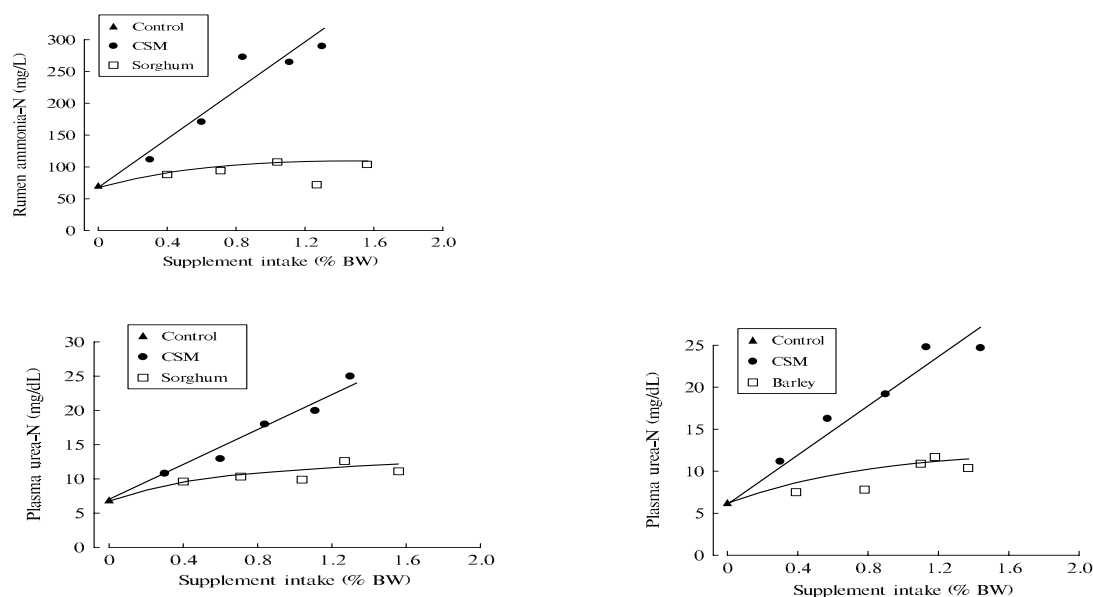 Control
CSM
Sorghum
Rumen ammonia-N (mg/L)
300
250
200
150
100
50
0
0 0.4 0.8 1.2 1.6 2.0
Supplement intake (% BW)
Control
CSM
Sorghum
Plasma urea-N (mg/dL)
30
25
20
15
10
5
0
0 0.4 0.8 1.2 1.6 2.0
Supplement intake (% BW)
Control
CSM
Barley
Plasma urea-N (mg/dL)
25
20
15
10
5
0
0 0.4 0.8 1.2 1.6 2.0
Supplement intake (% BW)